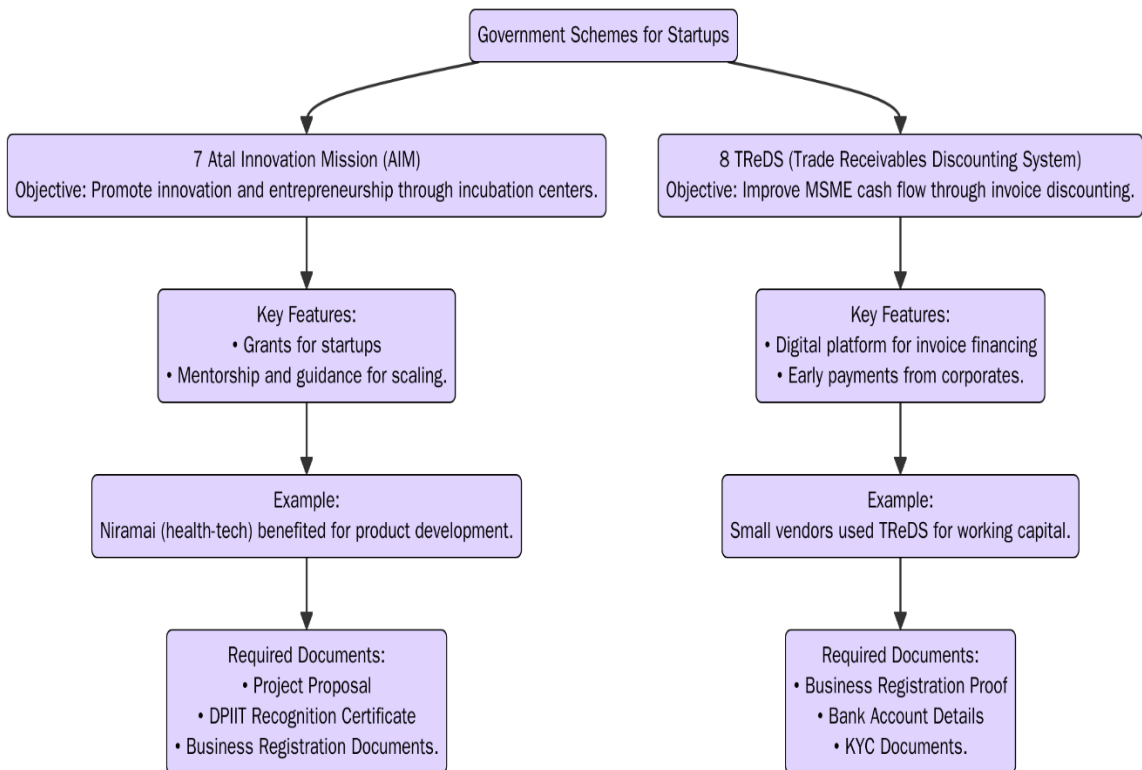 Government Schemes for Startups
7 Atal Innovation Mission (AIM)
Objective: Promote innovation and entrepreneurship through incubation centers.
Key Features:
• Grants for startups
• Mentorship and guidance for scaling.
Example:
Niramai (health-tech) benefited for product development.
Required Documents:
• Project Proposal
• DPIIT Recognition Certificate
• Business Registration Documents.
8 TReDS (Trade Receivables Discounting System)
Objective: Improve MSME cash flow through invoice discounting.
Key Features:
• Digital platform for invoice financing
• Early payments from corporates.
Example:
Small vendors used TReDS for working capital.
Required Documents:
• Business Registration Proof
• Bank Account Details
• KYC Documents.